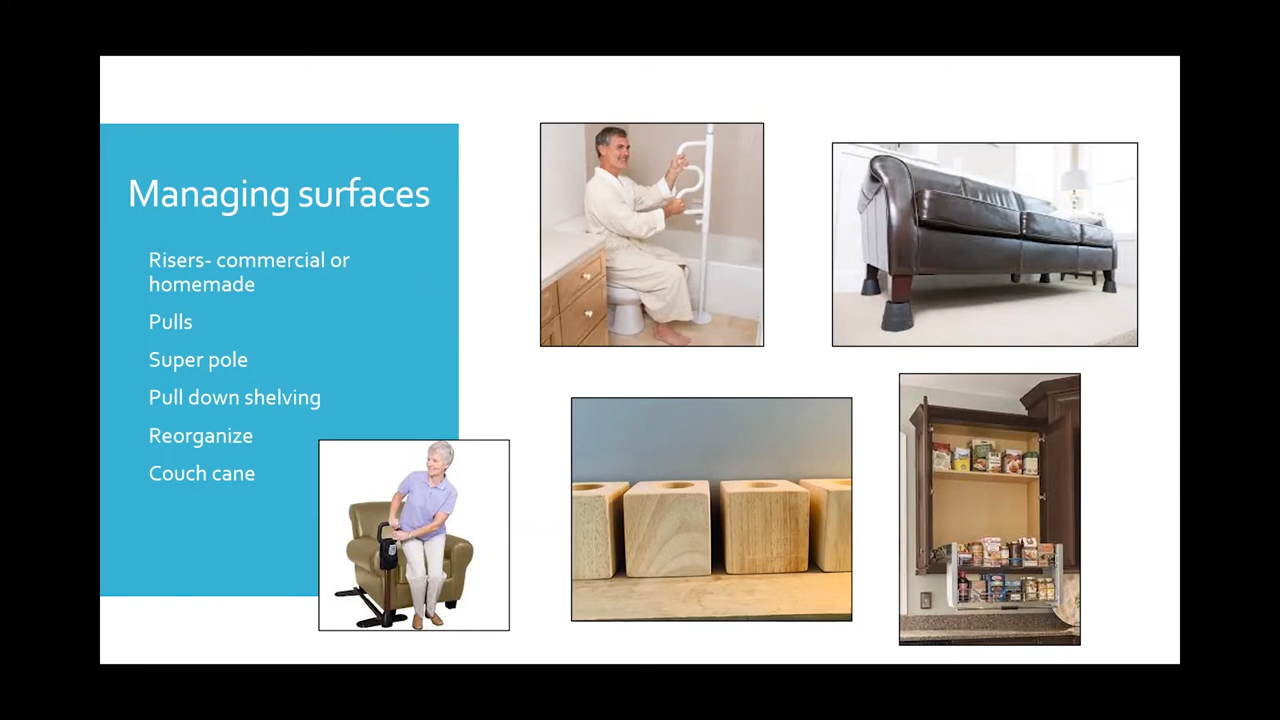 Managing surfaces
Risers- commercial or
homemade
Pulls
Super pole
Pull down shelving
Reorganize
Couch cane